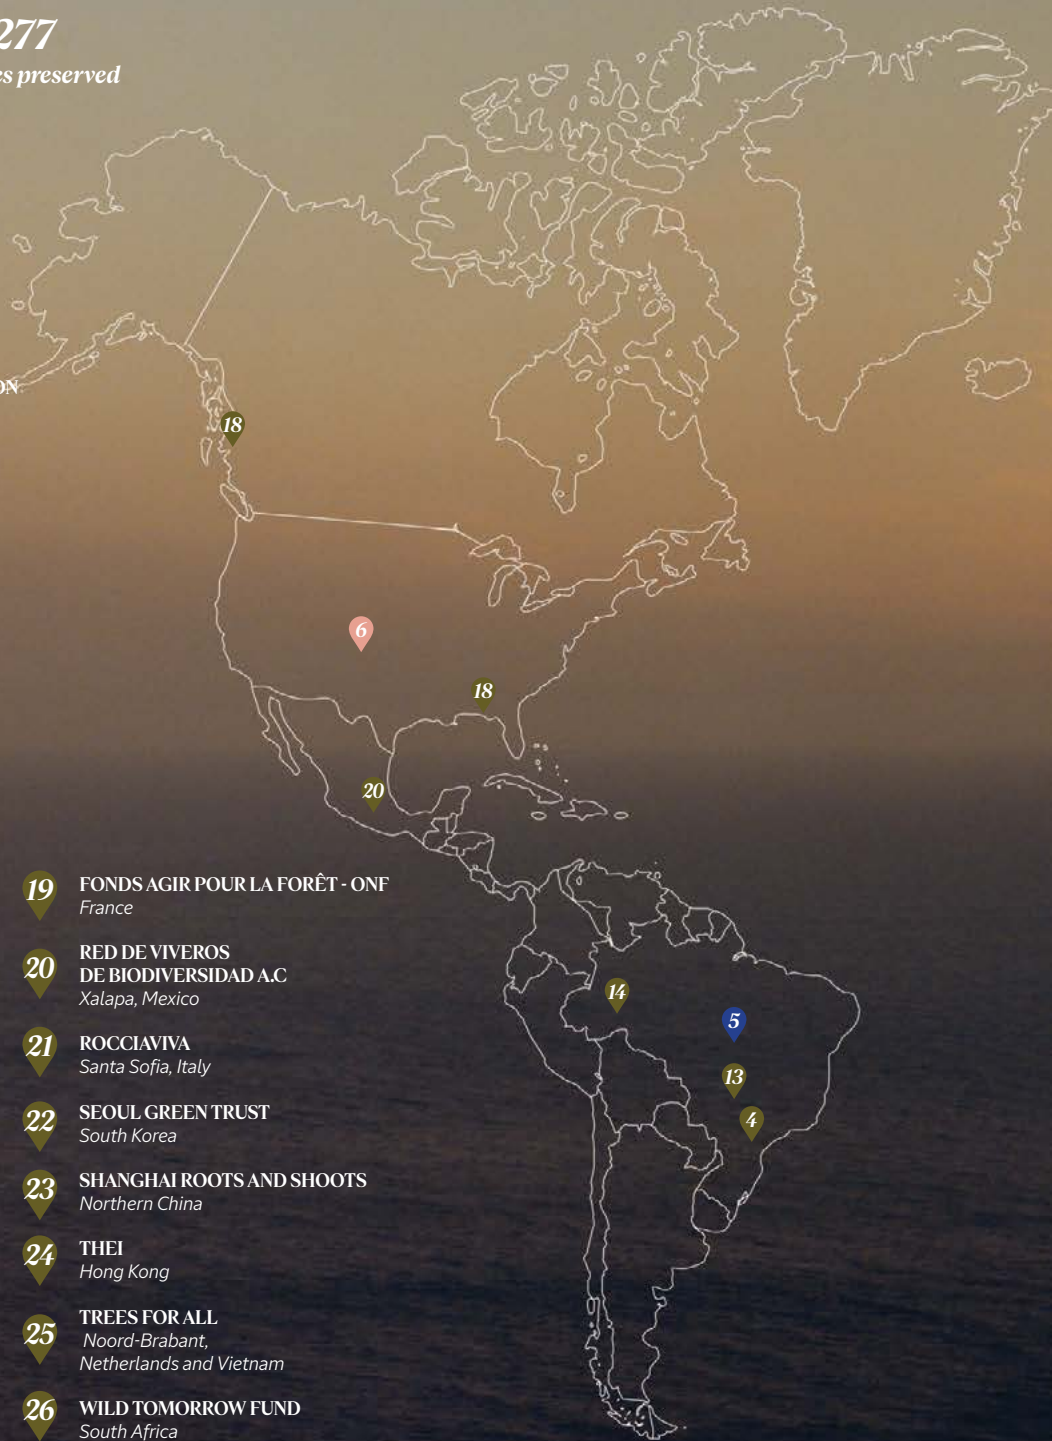 277
es preserved
ON
18
6
18
20
19
FONDS AGIR POUR LA FORÊT - ONF
France
20
RED DE VIVEROS
DE BIODIVERSIDAD A.C
Xalapa, Mexico
21
ROCCIAVIVA
Santa Sofia, Italy
22
SEOUL GREEN TRUST
South Korea
23
SHANGHAI ROOTS AND SHOOTS
Northern China
24
THEI
Hong Kong
25
TREES FOR ALL
Noord-Brabant,
Netherlands and Vietnam
26
WILD TOMORROW FUND
South Africa
14
5
13
4